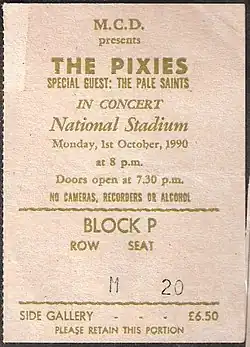 M.C.D.
presents
THE PIXIES
SPECIAL GUEST: THE PALE SAINTS
IN CONCERT
National Stadium
Monday, 1st October, 1990
at 8 p.m.
Doors open at 7.30 p.m.
NO CAMERAS, RECORDERS OR ALCOHOL
BLOCK P
ROW SEAT
M 20
SIDE GALLERY - - - £6.50
PLEASE RETAIN THIS PORTION